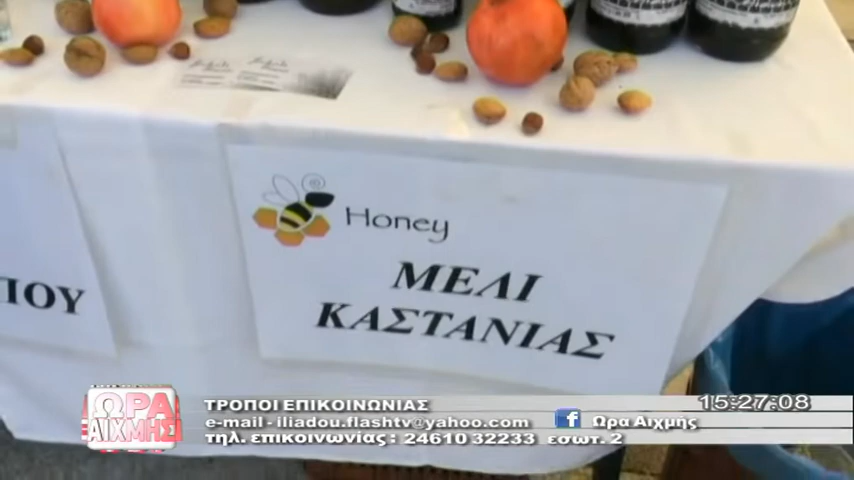 Honey
ΜΕΛΙ
ΚΑΣΤΑΝΙΑΣ
ΠΟΥ
ΩΡΑ
ΑΙΧΜΗΣ
ΤΡΟΠΟΙ ΕΠΙΚΟΙΝΩΝΙΑΣ
15:27:08
e-mail - iliadou.flashtv@yahoo.com f Ωρα Αιχμής
τηλ. επικοινωνίας : 24610 32233 εσωτ. 2